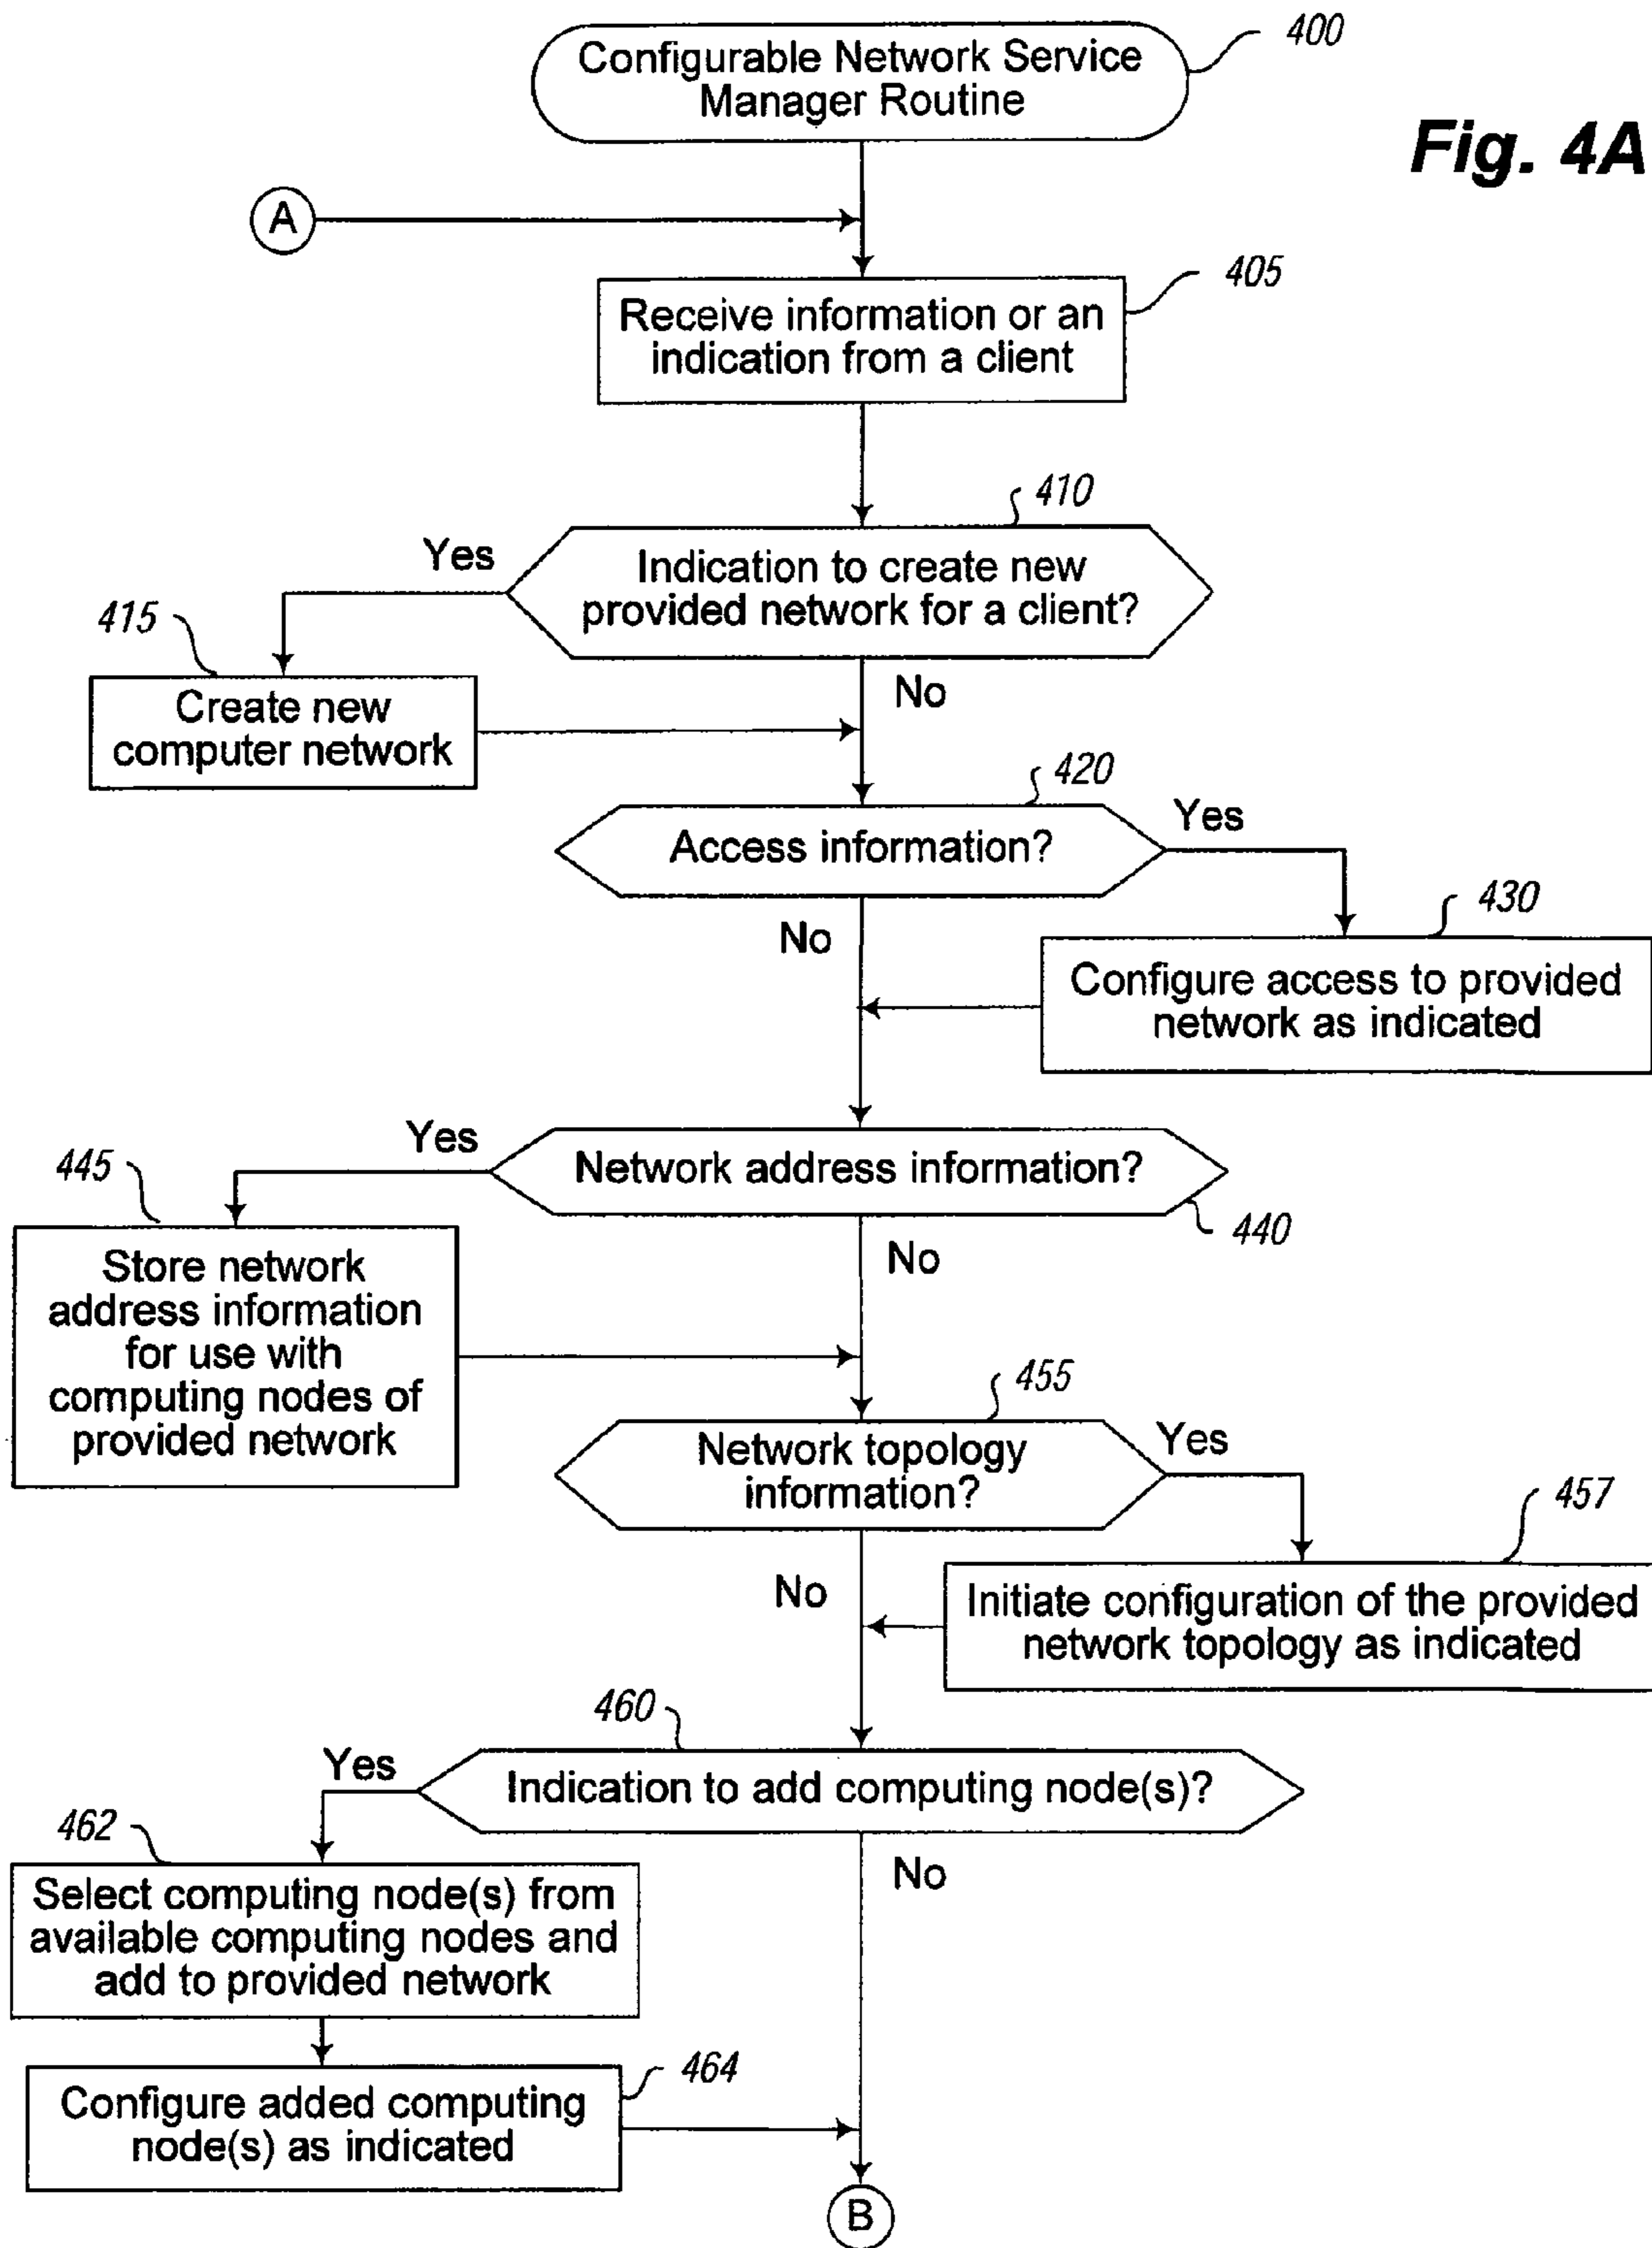 Configurable Network Service
Manager Routine
400
Fig. 4A
A
405
Receive information or an
indication from a client
410
Yes
Indication to create new
provided network for a client?
415
Create new
computer network
No
420
Access information?
Yes
No
430
Configure access to provided
network as indicated
Yes
Network address information?
440
445
Store network
address information
for use with
computing nodes of
provided network
No
455
Network topology
information?
Yes
457
No
Initiate configuration of the provided
network topology as indicated
460
Yes
Indication to add computing node(s)?
462
No
Select computing node(s) from
available computing nodes and
add to provided network
464
Configure added computing
node(s) as indicated
B